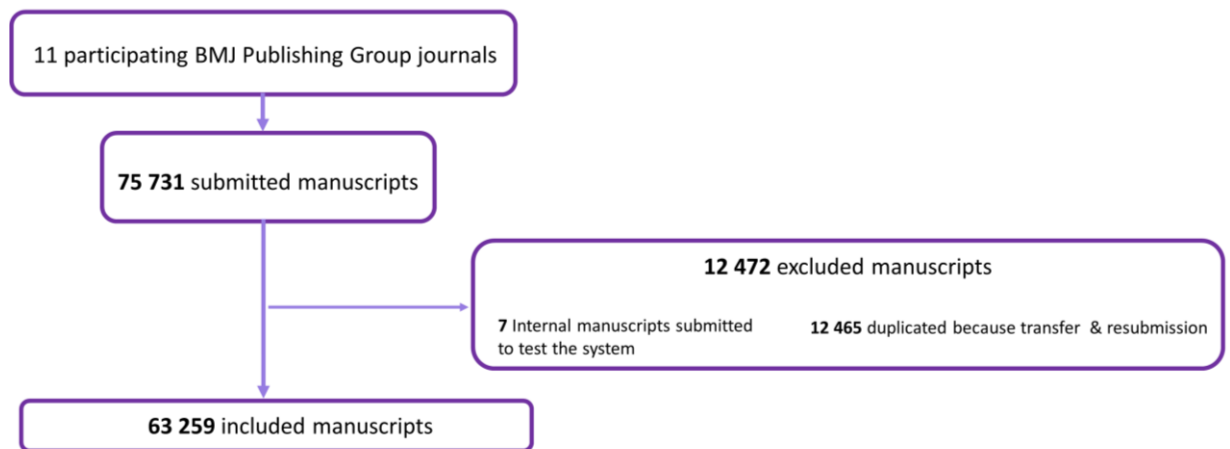 11 participating BMJ Publishing Group journals
75 731 submitted manuscripts
12 472 excluded manuscripts
7 Internal manuscripts submitted
to test the system
12 465 duplicated because transfer & resubmission
63 259 included manuscripts